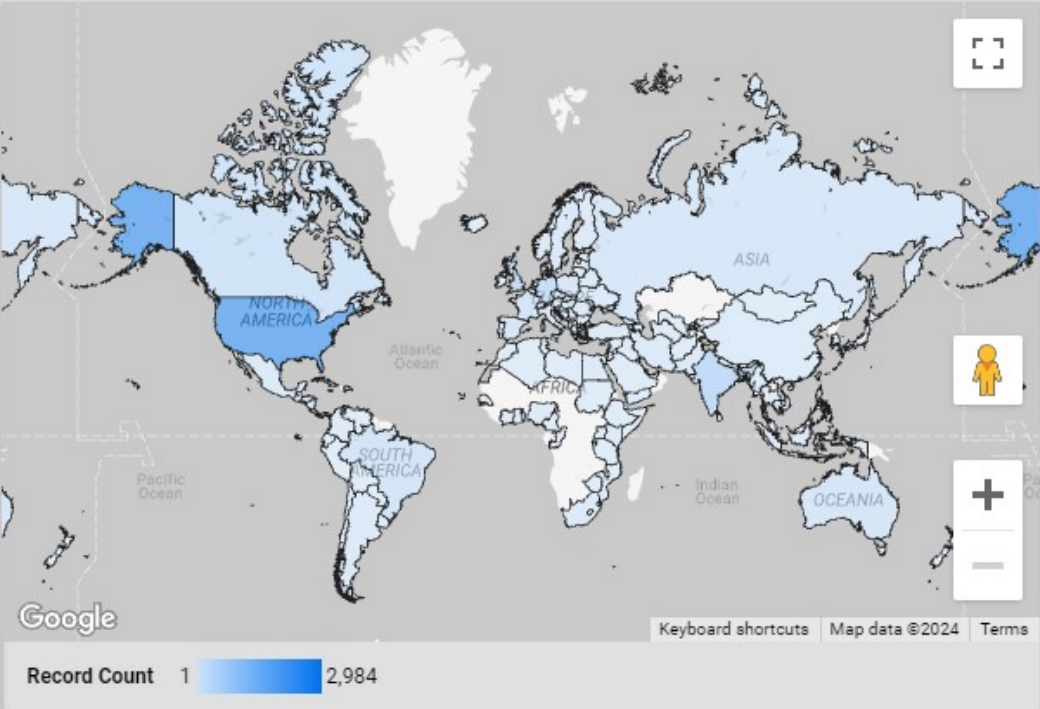 ASIA
NORTH
AMERICA
Atlantic
Ocean
AFRICA
SOUTH
AMERICA
Pacific
Ocean
Indian
Ocean
OCEANIA
Google
Keyboard shortcuts
Map data ©2024
Terms
Record Count 1 2,984